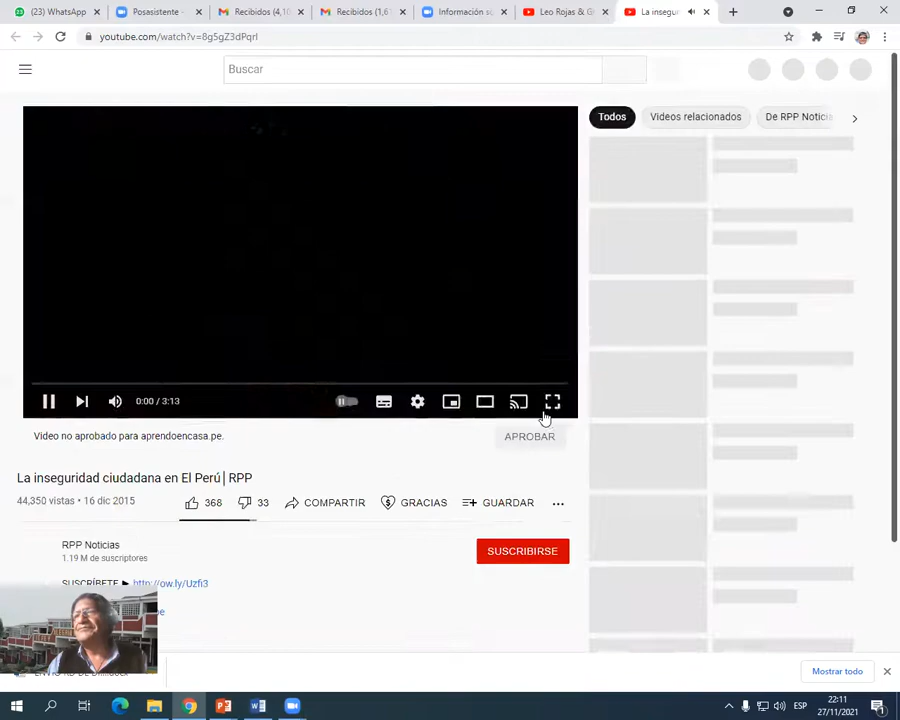 (23) WhatsApp
Posasistente -
Recibidos (4,10
Recibidos (1,6
Información su
Leo Rojas & G
La insegur
youtube.com/watch?v=8g5gZ3dPqrI
Buscar
Todos
Videos relacionados
De RPP Noticia
0:00 / 3:13
Video no aprobado para aprendoencasa.pe.
APROBAR
La inseguridad ciudadana en El Perú | RPP
44,350 vistas • 16 dic 2015
368
33
COMPARTIR
GRACIAS
GUARDAR
RPP Noticias
1.19 M de suscriptores
SUSCRIBIRSE
SUSCRÍBETE ► http://ow.ly/Uzfi3
Mostrar todo
ESP
22:11
27/11/2021